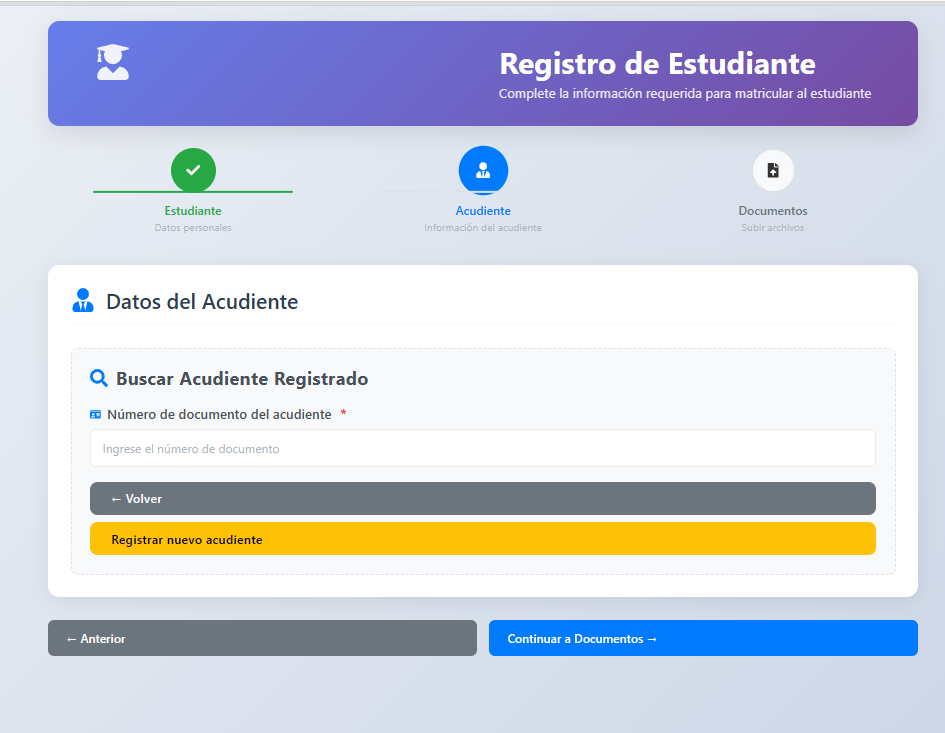 Registro de Estudiante
Complete la información requerida para matricular al estudiante
Estudiante
Datos personales
Acudiente
Información del acudiente
Documentos
Subir archivos
Datos del Acudiente
Buscar Acudiente Registrado
Número de documento del acudiente *
Ingrese el número de documento
← Volver
Registrar nuevo acudiente
← Anterior
Continuar a Documentos →